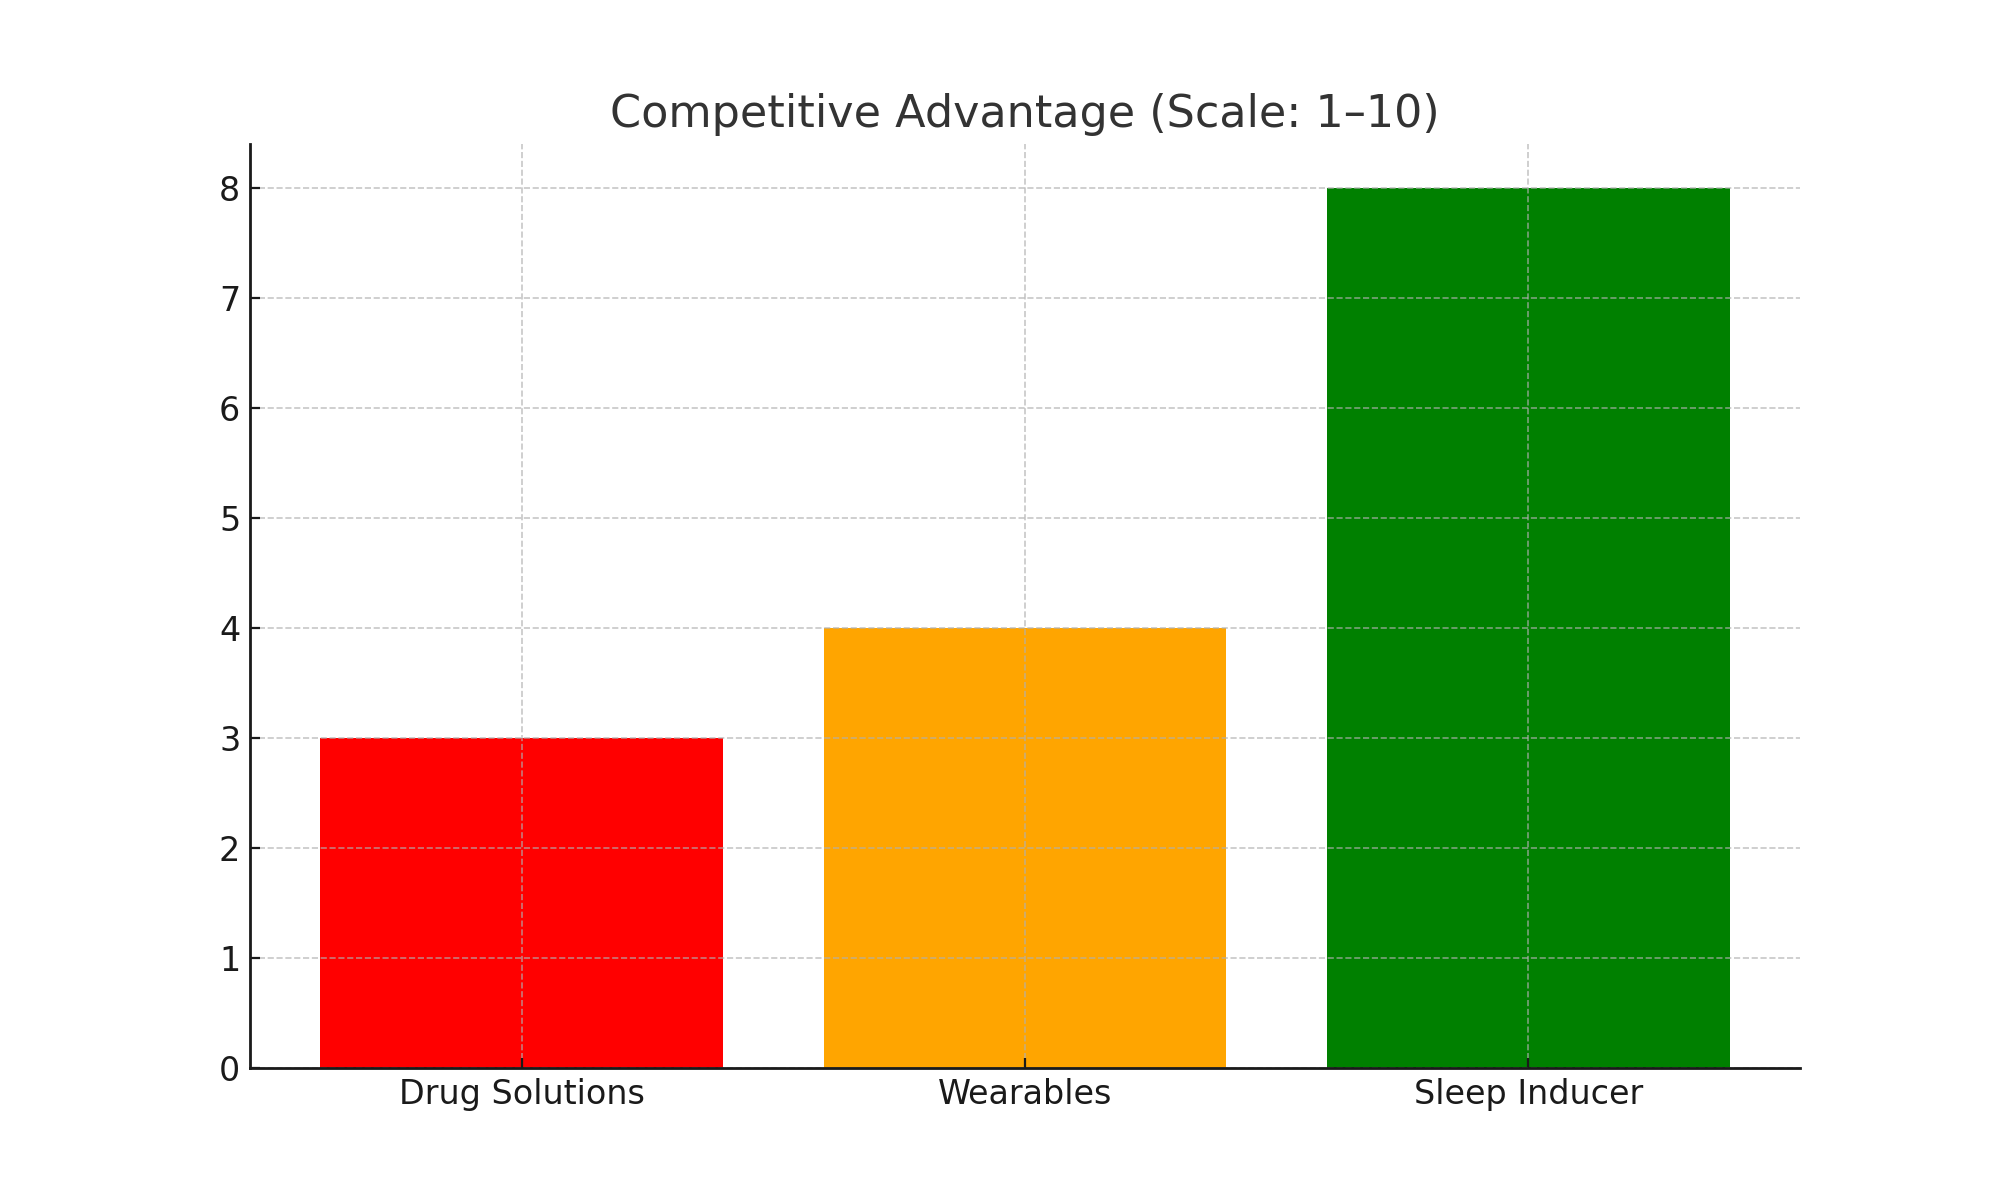 Competitive Advantage (Scale: 1–10)
8
7
6
5
4
3
2
1
0
Drug Solutions
Wearables
Sleep Inducer